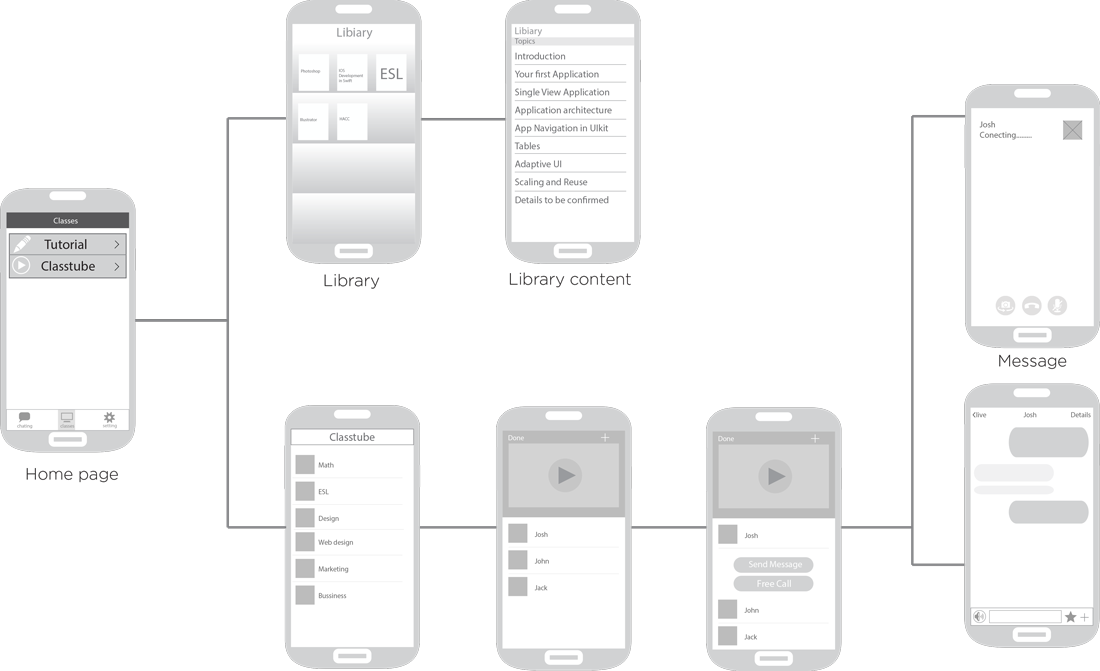 Classes
Tutorial
Classtube
chating
classes
setting
Home page
Libiary
Photoshop
iOS
Development
in Swift
ESL
Illustrator
HACC
Library
Libiary
Topics
Introduction
Your first Application
Single View Application
Application architecture
App Navigation in UIkit
Tables
Adaptive UI
Scaling and Reuse
Details to be confirmed
Library content
Classtube
Math
ESL
Design
Web design
Marketing
Bussiness
Done +
Josh
John
Jack
Done +
Josh
Send Message
Free Call
John
Jack
Josh
Conecting........
Message
‹live Josh Details